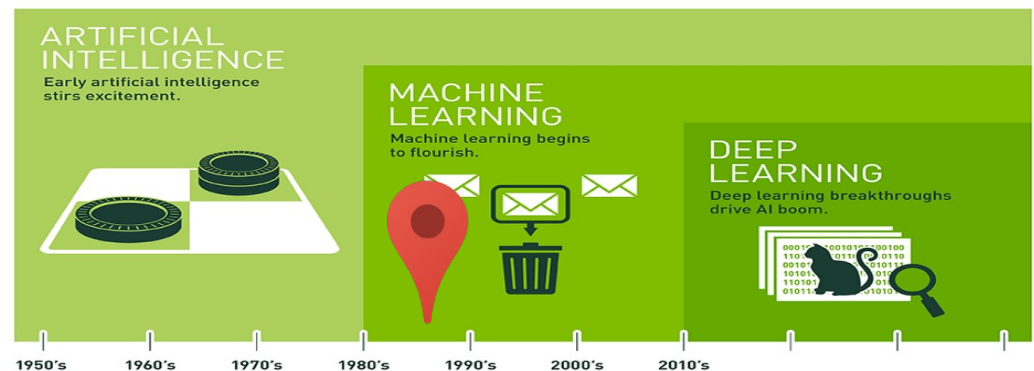 ARTIFICIAL
INTELLIGENCE
Early artificial intelligence
stirs excitement.
MACHINE
LEARNING
Machine learning begins
to flourish.
DEEP
LEARNING
Deep learning breakthroughs
drive AI boom.
1950's 1960's 1970's 1980's 1990's 2000's 2010's